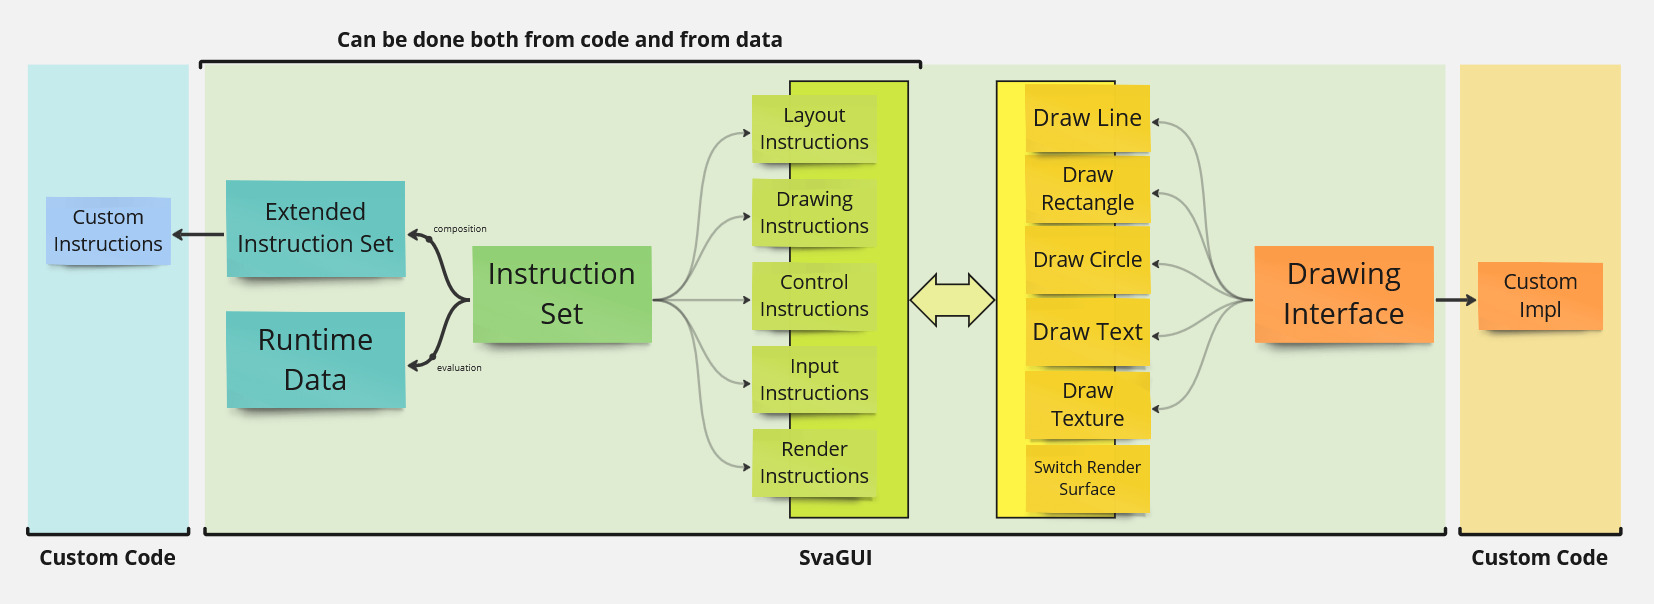 Can be done both from code and from data
Custom
Instructions
Extended
Instruction Set
composition
Runtime
Data
evaluation
Instruction
Set
Layout
Instructions
Drawing
Instructions
Control
Instructions
Input
Instructions
Render
Instructions
Draw Line
Draw
Rectangle
Draw Circle
Draw Text
Draw
Texture
Switch Render
Surface
Drawing
Interface
Custom
Impl
Custom Code
SvaGUI
Custom Code